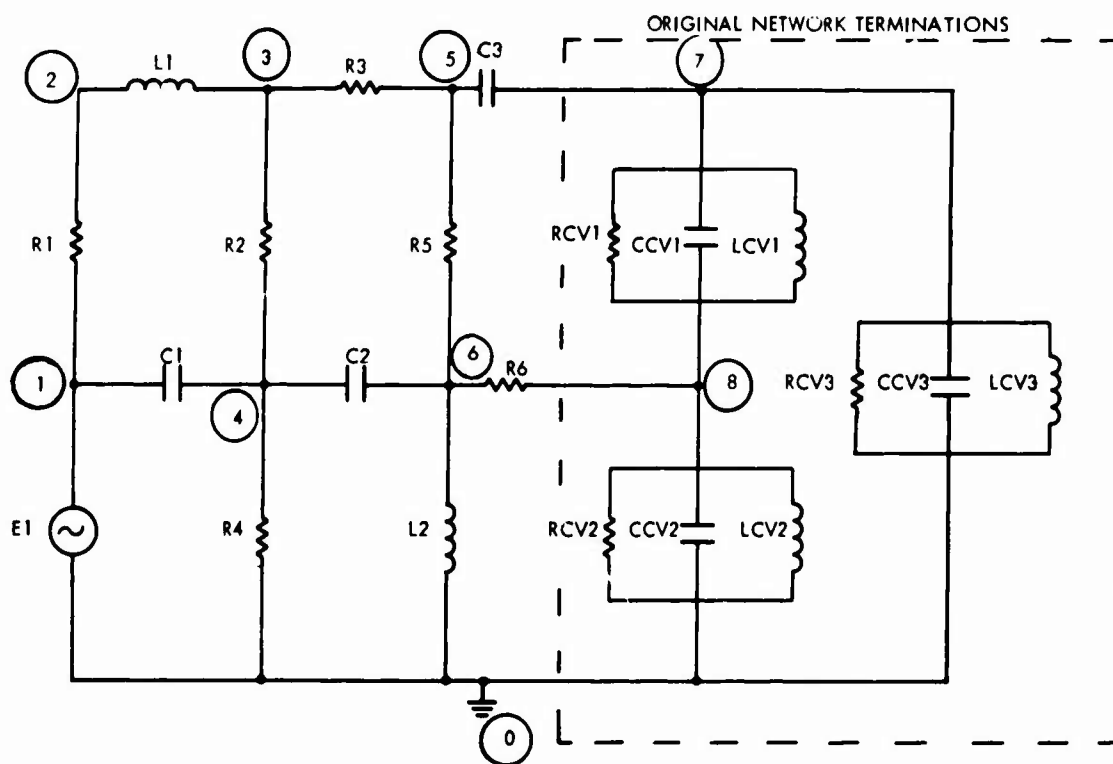 ORIGINAL NETWORK TERMINATIONS
2
L1
3
R3
5
C3
7
R1
R2
R5
RCV1
CCV1
LCV1
1
C1
4
C2
6
R6
8
RCV3
CCV3
LCV3
E1
R4
L2
RCV2
CCV2
LCV2
0